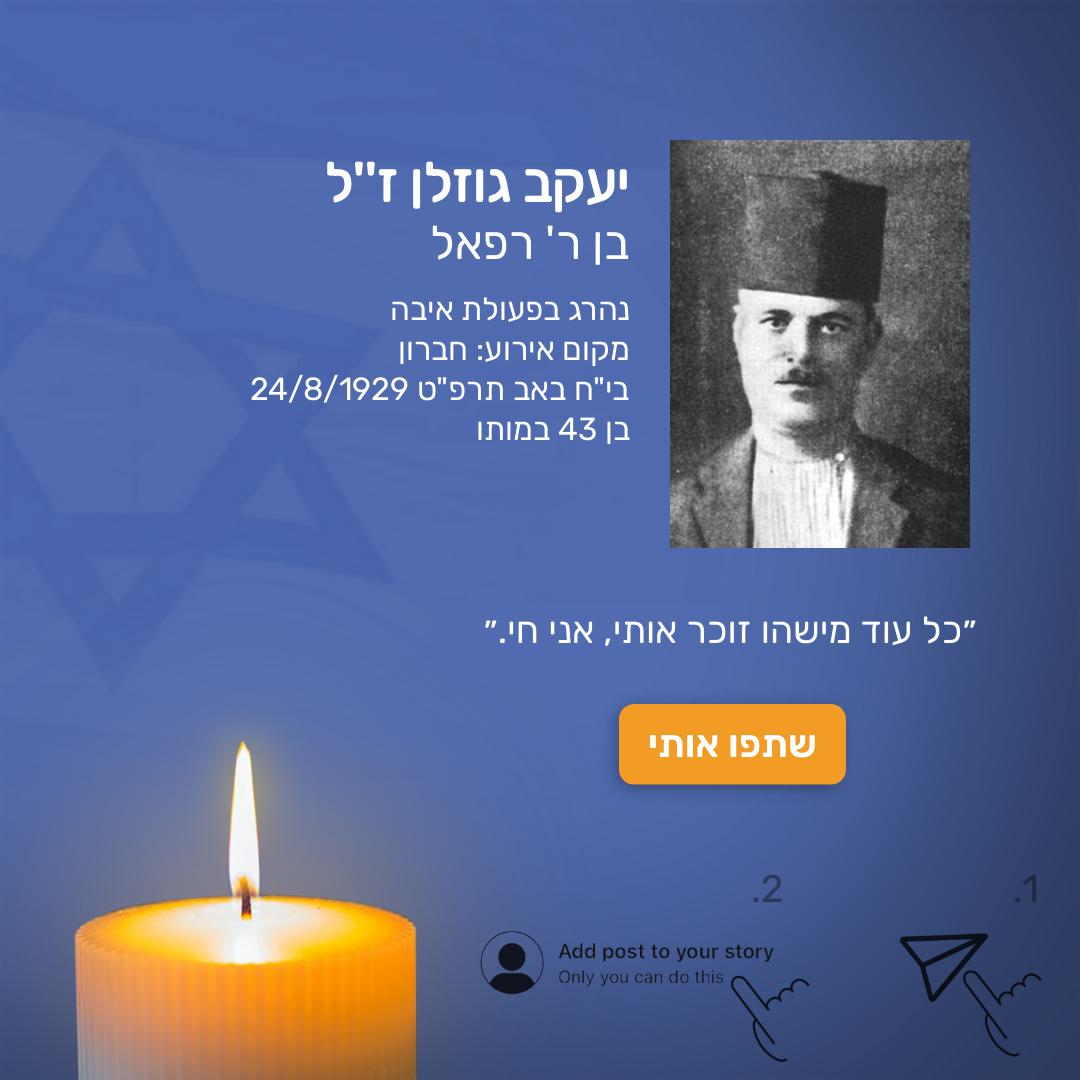 יעקב גוזלן ז"ל
בן ר' רפאל
נהרג בפעולת איבה
מקום אירוע: חברון
בי"ח באב תרפ"ט 24/8/1929
בן 43 במותו
״כל עוד מישהו זוכר אותי, אני חי.״
שתפו אותי
1.
2.
Add post to your story
Only you can do this